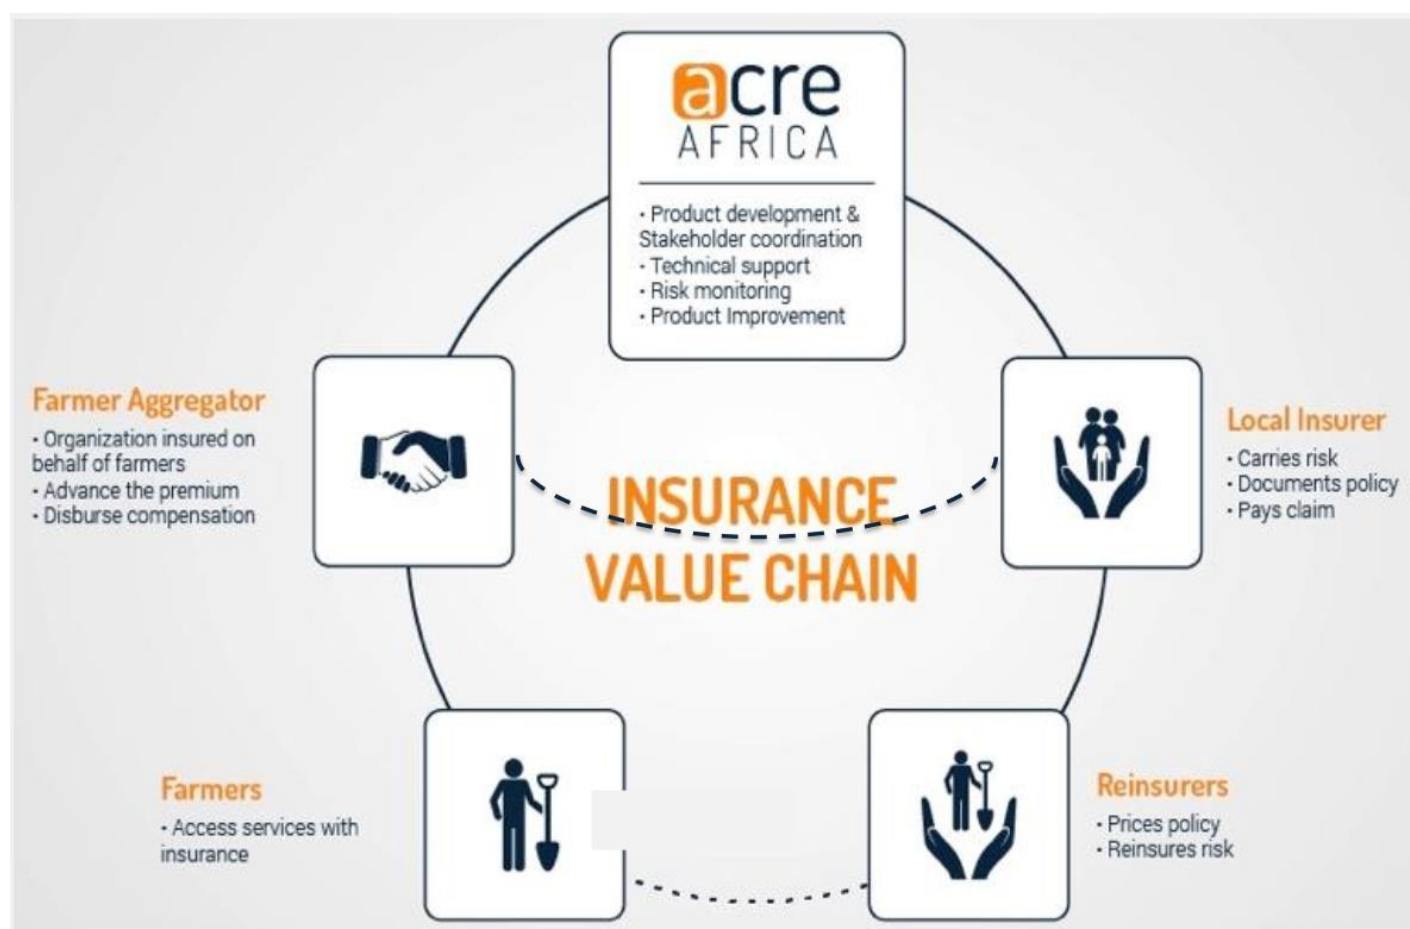 acre
AFRICA
· Product development &
Stakeholder coordination
· Technical support
· Risk monitoring
· Product Improvement
Farmer Aggregator
· Organization insured on
behalf of farmers
· Advance the premium
· Disburse compensation
INSURANCE
VALUE CHAIN
Local Insurer
· Carries risk
· Documents policy
· Pays claim
Farmers
· Access services with
insurance
Reinsurers
· Prices policy
· Reinsures risk